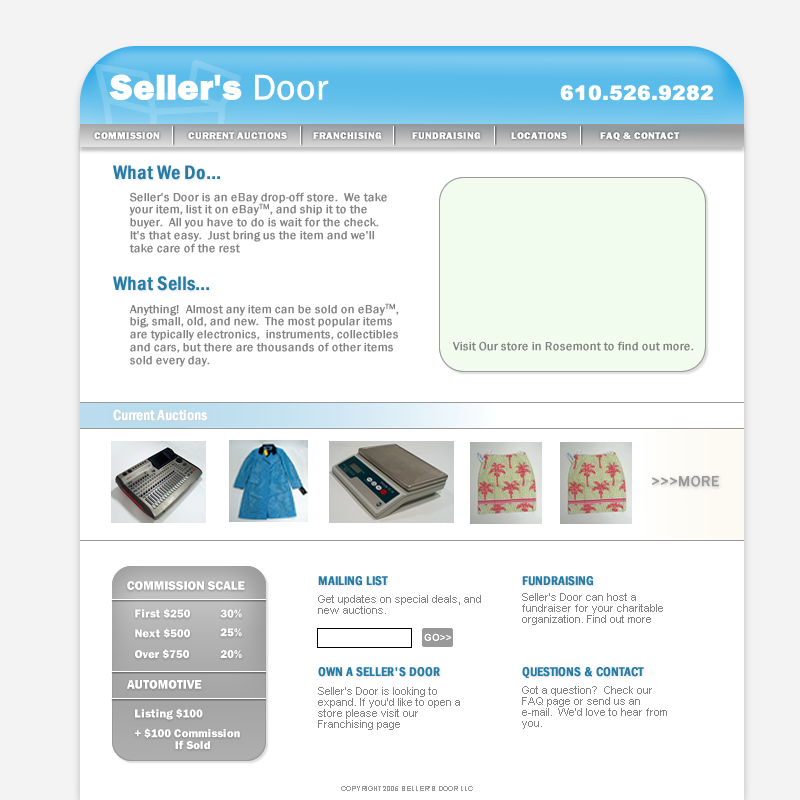 Seller's Door
610.526.9282
COMMISSION CURRENT AUCTIONS FRANCHISING FUNDRAISING LOCATIONS FAQ & CONTACT
What We Do...
Seller's Door is an eBay drop-off store. We take
your item, list it on eBay™, and ship it to the
buyer. All you have to do is wait for the check.
It's that easy. Just bring us the item and we'll
take care of the rest
What Sells...
Anything! Almost any item can be sold on eBay™,
big, small, old, and new. The most popular items
are typically electronics, instruments, collectibles
and cars, but there are thousands of other items
sold every day.
Visit Our store in Rosemont to find out more.
Current Auctions
>>>MORE
COMMISSION SCALE
First $250 30%
Next $500 25%
Over $750 20%
AUTOMOTIVE
Listing $100
+ $100 Commission
If Sold
MAILING LIST
Get updates on special deals, and
new auctions.
GO>>
OWN A SELLER'S DOOR
Seller's Door is looking to
expand. If you'd like to open a
store please visit our
Franchising page
FUNDRAISING
Seller's Door can host a
fundraiser for your charitable
organization. Find out more
QUESTIONS & CONTACT
Got a question? Check our
FAQ page or send us an
e-mail. We'd love to hear from
you.
COPYRIGHT 2006 SELLER'S DOOR LLC